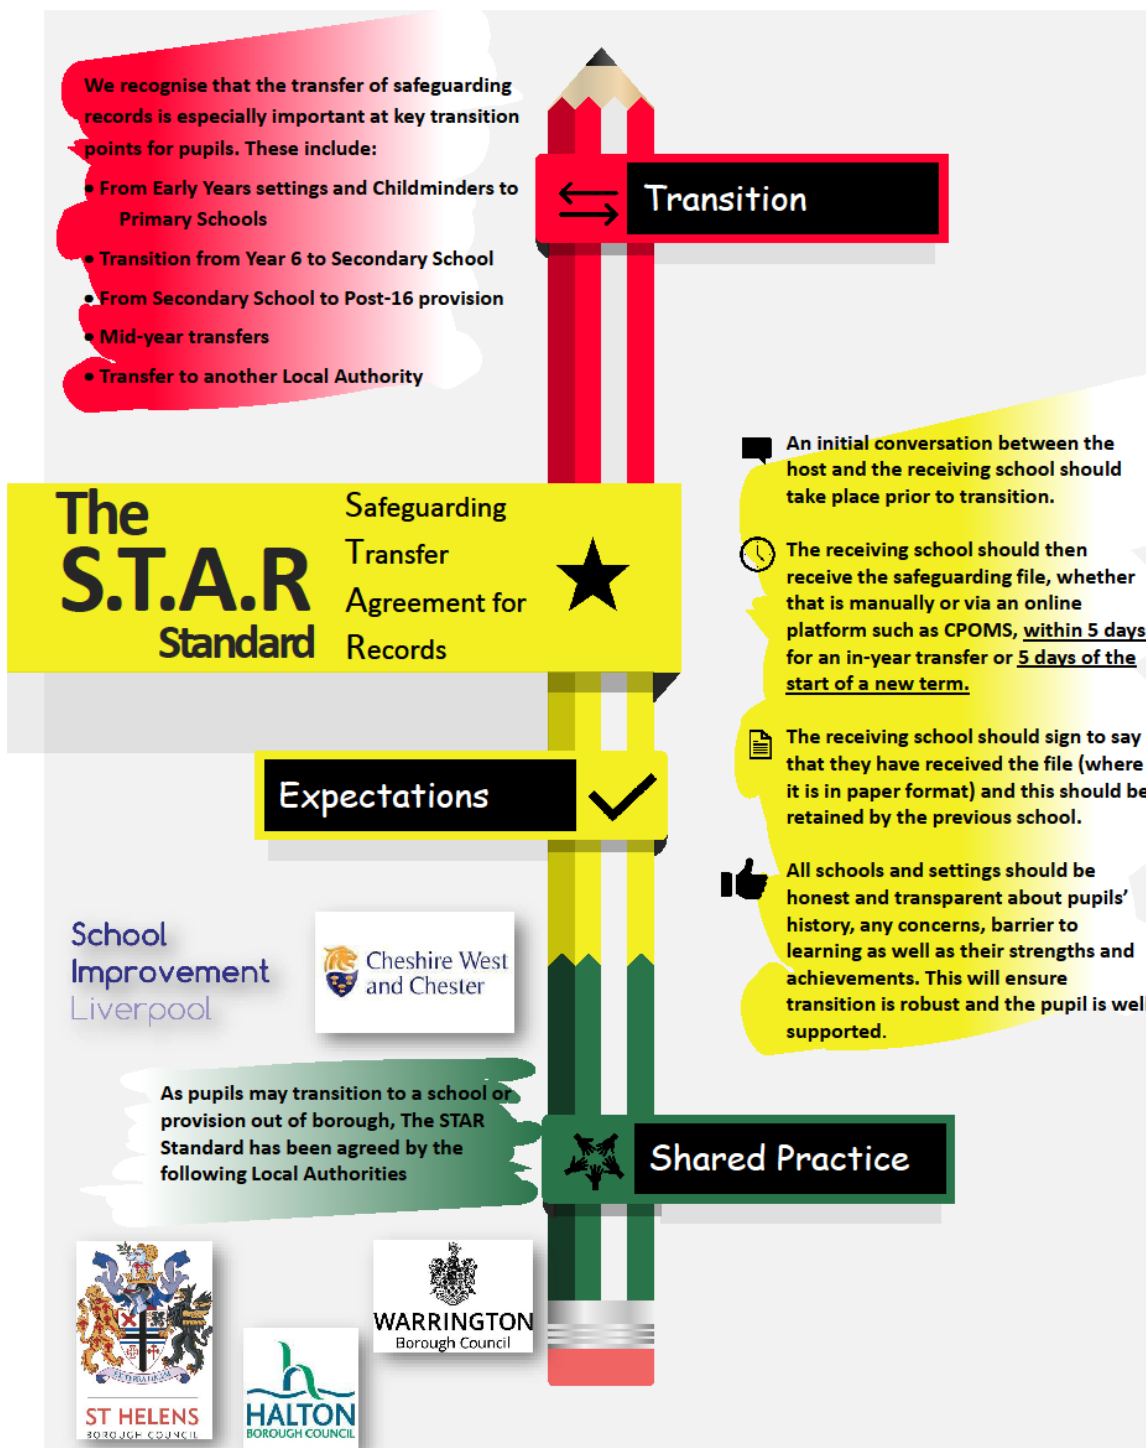 We recognise that the transfer of safeguarding
records is especially important at key transition
points for pupils. These include:
• From Early Years settings and Childminders to
Primary Schools
• Transition from Year 6 to Secondary School
• From Secondary School to Post-16 provision
• Mid-year transfers
• Transfer to another Local Authority
Transition
The
S.T.A.R
Standard
Safeguarding
Transfer
Agreement for
Records
An initial conversation between the
host and the receiving school should
take place prior to transition.
The receiving school should then
receive the safeguarding file, whether
that is manually or via an online
platform such as CPOMS, within 5 days
for an in-year transfer or 5 days of the
start of a new term.
The receiving school should sign to say
that they have received the file (where
it is in paper format) and this should be
retained by the previous school.
All schools and settings should be
honest and transparent about pupils’
history, any concerns, barrier to
learning as well as their strengths and
achievements. This will ensure
transition is robust and the pupil is well
supported.
Expectations
School
Improvement
Liverpool
Cheshire West
and Chester
As pupils may transition to a school or
provision out of borough, The STAR
Standard has been agreed by the
following Local Authorities
Shared Practice
ST HELENS
BOROUGH COUNCIL
HALTON
BOROUGH COUNCIL
WARRINGTON
Borough Council